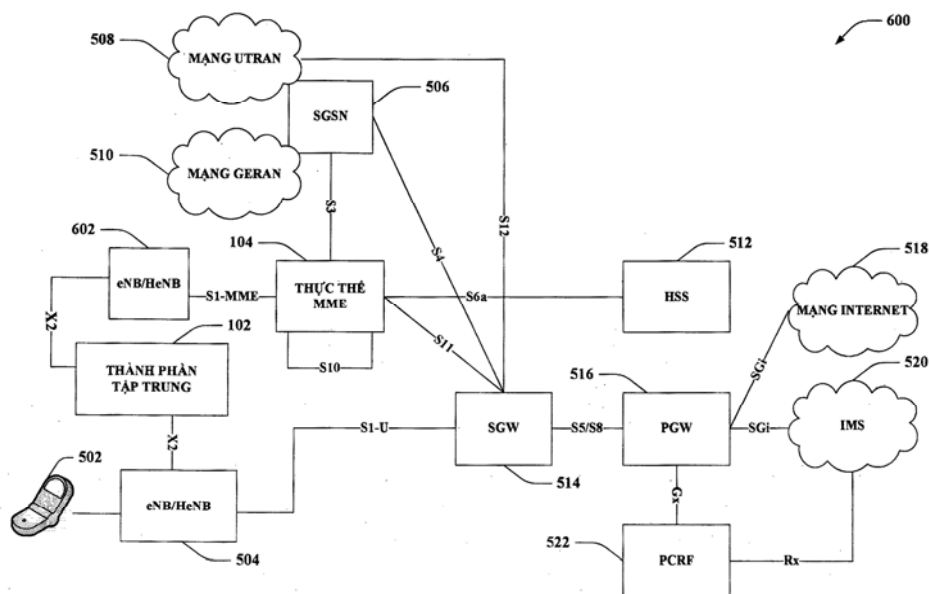 600
508
MẠNG UTRAN
506
SGSN
510
MẠNG GERAN
S3
S4
S12
602
eNB/HeNB
X2
S1-MME
104
THỰC THỂ
MME
S10
S11
S6a
512
HSS
518
MẠNG INTERNET
102
THÀNH PHẦN
TẬP TRUNG
X2
SGi
520
IMS
516
PGW
SGi
S5/S8
SGW
514
S1-U
502
eNB/HeNB
504
Gx
522
PCRF
Rx